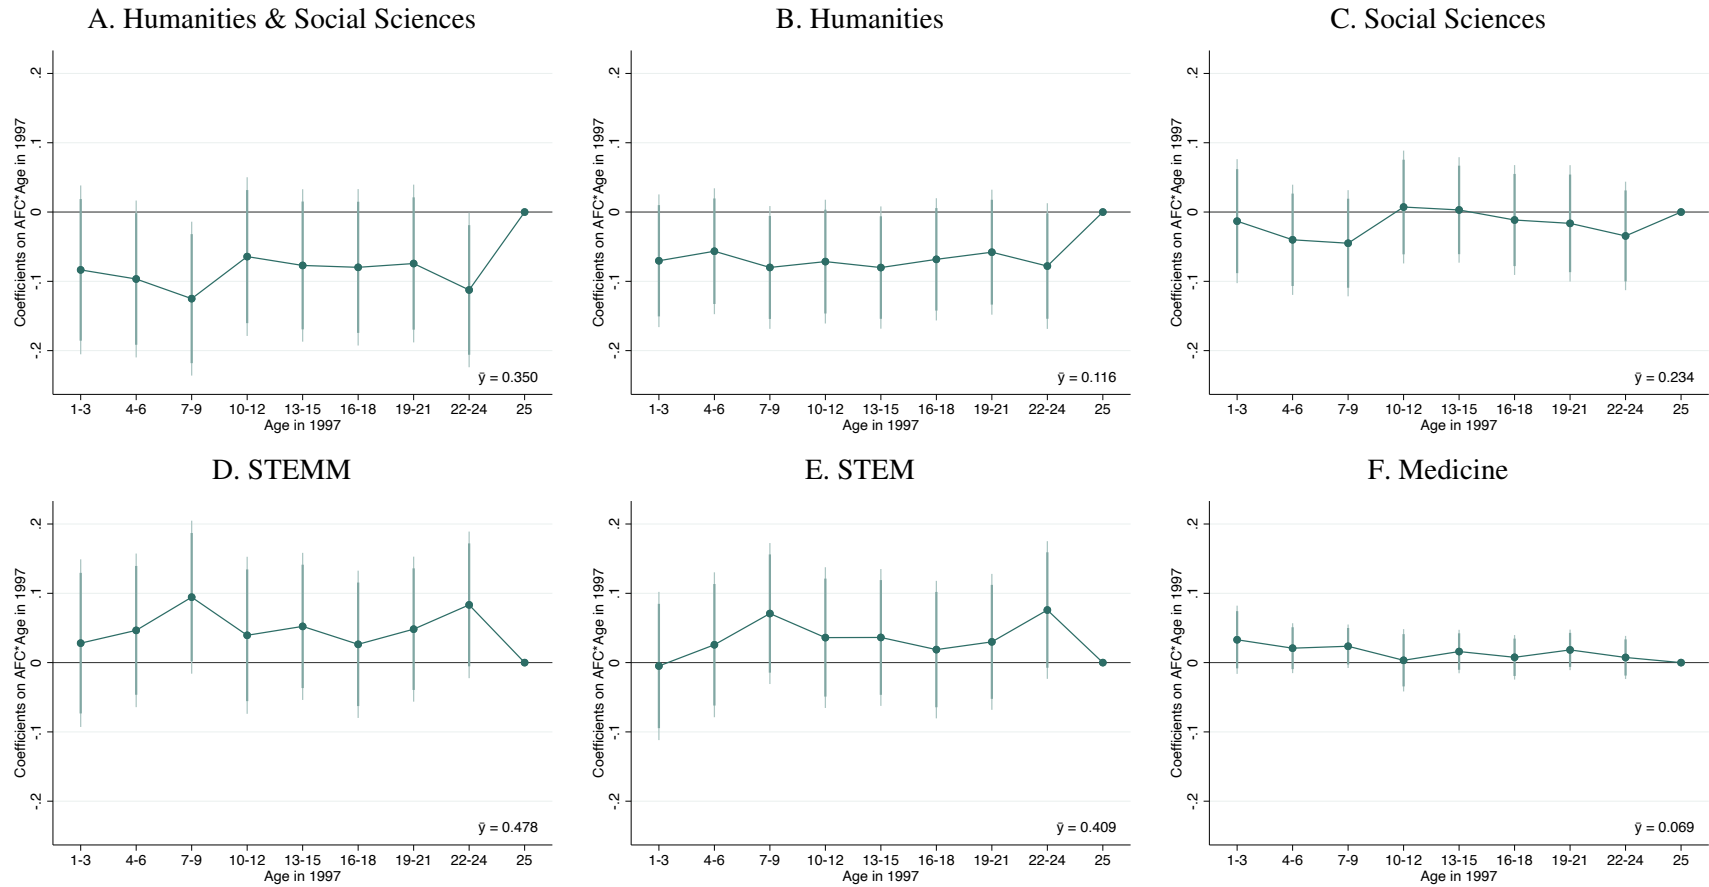 A. Humanities & Social Sciences
Coefficients on AFC*Age in 1997
.2
.1
0
-.1
-.2
ȳ = 0.350
1-3 4-6 7-9 10-12 13-15 16-18 19-21 22-24 25
Age in 1997
B. Humanities
Coefficients on AFC*Age in 1997
.2
.1
0
-.1
-.2
ȳ = 0.116
1-3 4-6 7-9 10-12 13-15 16-18 19-21 22-24 25
Age in 1997
C. Social Sciences
Coefficients on AFC*Age in 1997
.2
.1
0
-.1
-.2
ȳ = 0.234
1-3 4-6 7-9 10-12 13-15 16-18 19-21 22-24 25
Age in 1997
D. STEMM
Coefficients on AFC*Age in 1997
.2
.1
0
-.1
-.2
ȳ = 0.478
1-3 4-6 7-9 10-12 13-15 16-18 19-21 22-24 25
Age in 1997
E. STEM
Coefficients on AFC*Age in 1997
.2
.1
0
-.1
-.2
ȳ = 0.409
1-3 4-6 7-9 10-12 13-15 16-18 19-21 22-24 25
Age in 1997
F. Medicine
Coefficients on AFC*Age in 1997
.2
.1
0
-.1
-.2
ȳ = 0.069
1-3 4-6 7-9 10-12 13-15 16-18 19-21 22-24 25
Age in 1997